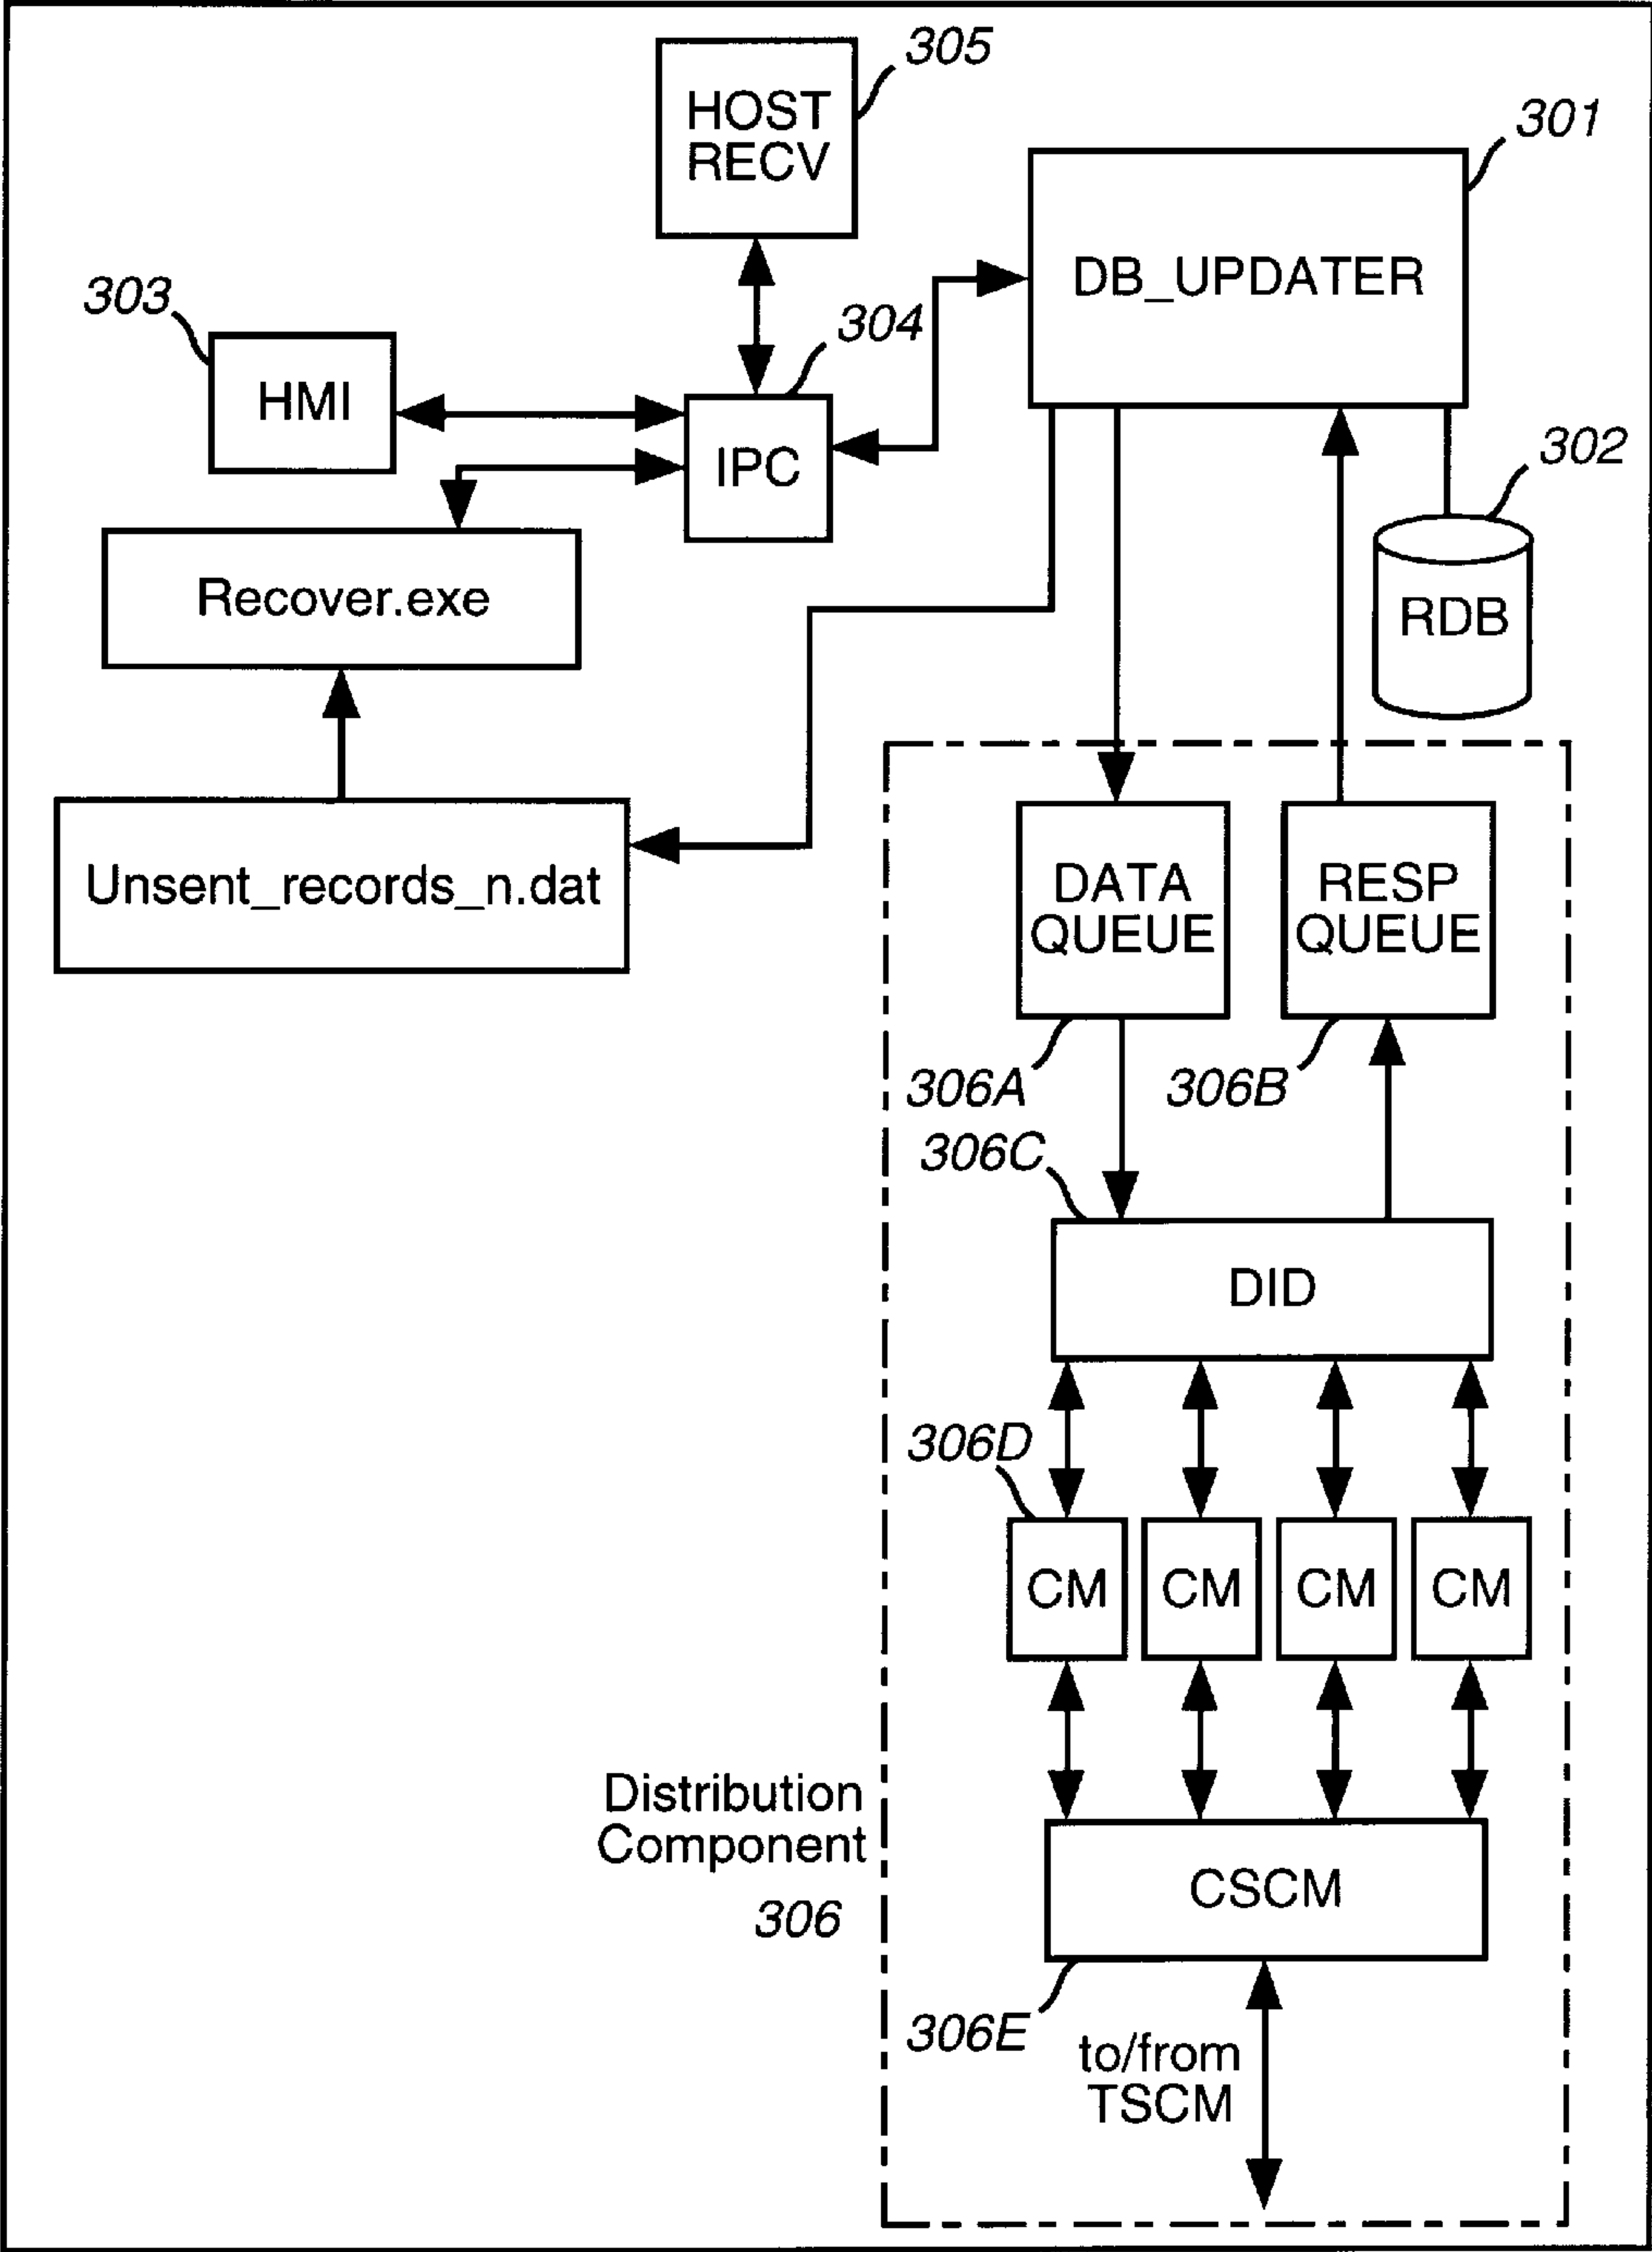 305
HOST
RECV
301
DB_UPDATER
303
HMI
304
IPC
302
RDB
Recover.exe
Unsent_records_n.dat
DATA
QUEUE
RESP
QUEUE
306A
306B
306C
DID
306D
CM
CM
CM
CM
Distribution
Component
306
CSCM
306E
to/from
TSCM